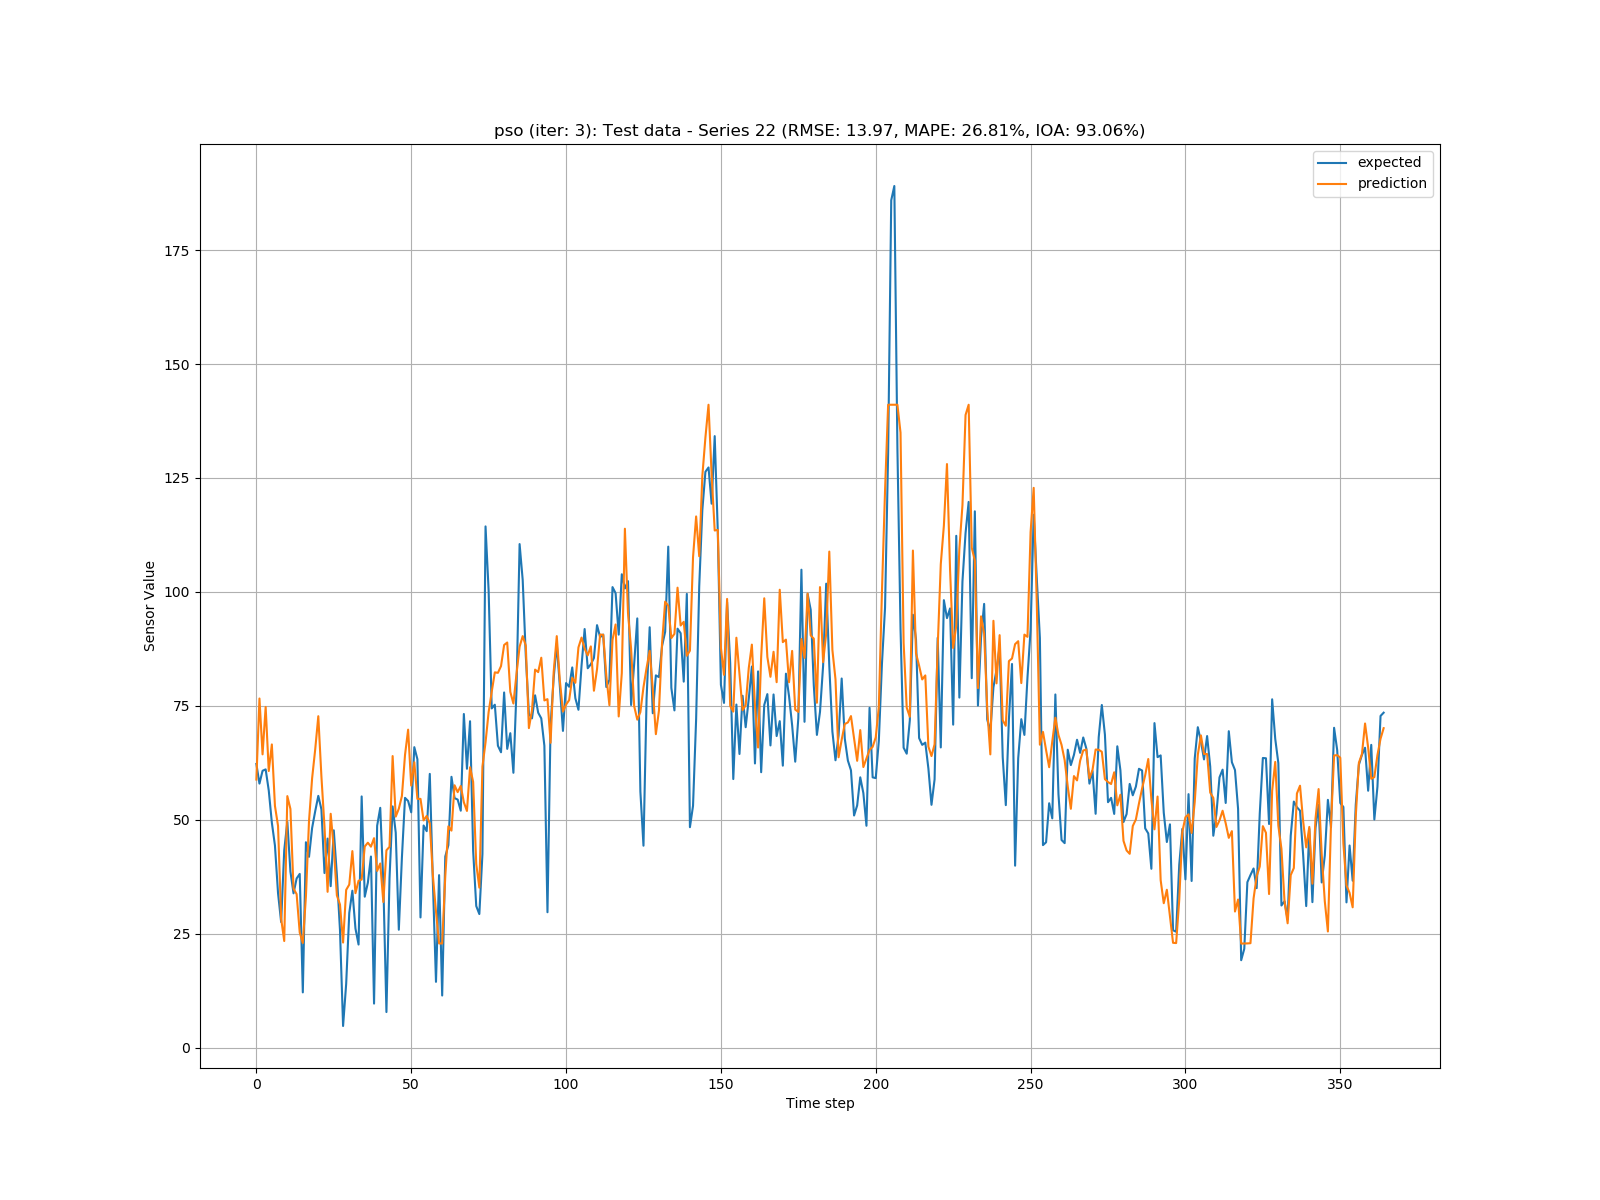 pso (iter: 3): Test data - Series 22 (RMSE: 13.97, MAPE: 26.81%, IOA: 93.06%)
expected
prediction
175
150
125
100
75
50
25
0
Sensor Value
0 50 100 150 200 250 300 350
Time step